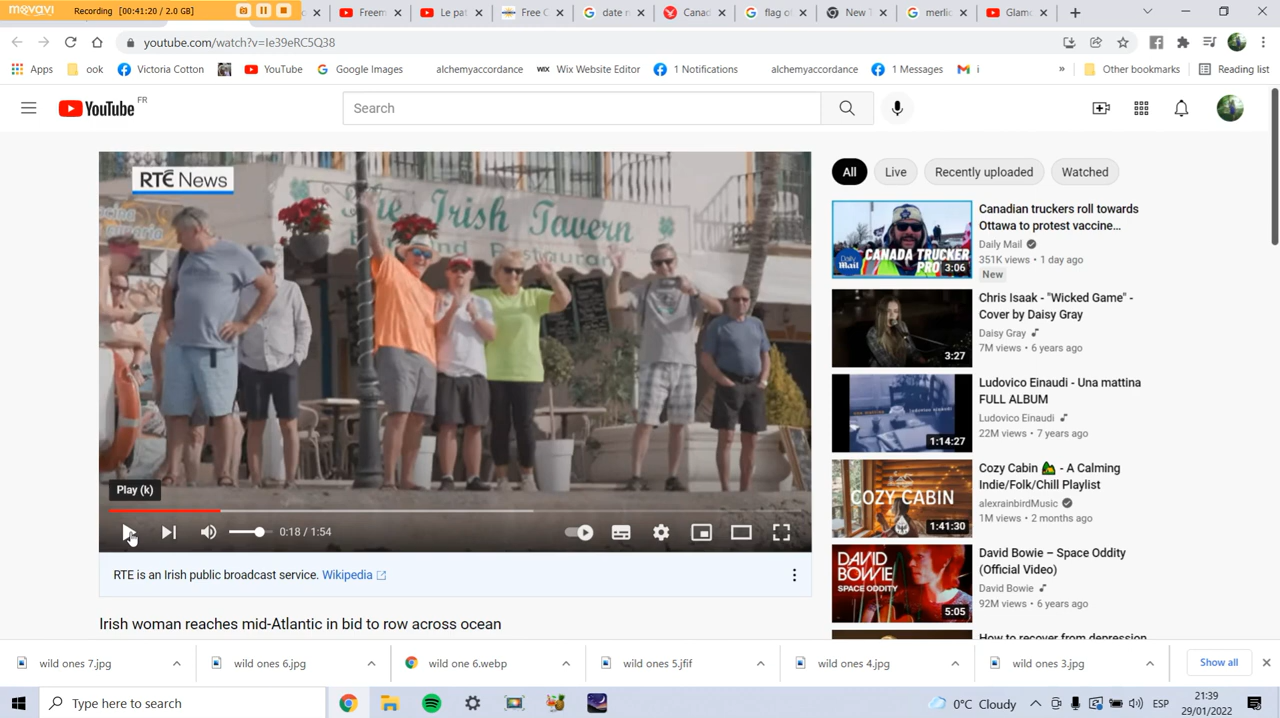 movavi Recording (00:41:20 / 2.0 GB)
Freem
Le pa
Free C
date r
Canad
flag o
New T
merlic
Glamo
youtube.com/watch?v=Ie39eRC5Q38
Apps ook Victoria Cotton YouTube Google Images alchemyaccordance WIX Wix Website Editor 1 Notifications alchemyaccordance 1 Messages i » Other bookmarks Reading list
YouTube FR
Search
RTÉ News
The Irish Tavern
All Live Recently uploaded Watched
Canadian truckers roll towards
Ottawa to protest vaccine...
Daily Mail
351K views • 1 day ago
New
Daily Mail
CANADA TRUCKER
PRO
3:06
Chris Isaak - "Wicked Game" -
Cover by Daisy Gray
Daisy Gray
7M views • 6 years ago
3:27
Ludovico Einaudi - Una mattina
FULL ALBUM
Ludovico Einaudi
22M views • 7 years ago
1:14:27
Cozy Cabin - A Calming
Indie/Folk/Chill Playlist
alexrainbirdMusic
1M views • 2 months ago
COZY CABIN
1:41:30
David Bowie – Space Oddity
(Official Video)
David Bowie
92M views • 6 years ago
DAVID
BOWIE
SPACE ODDITY
5:05
How to recover from depression
Play (k)
0:18 / 1:54
RTE is an Irish public broadcast service. Wikipedia
Irish woman reaches mid-Atlantic in bid to row across ocean
wild ones 7.jpg
wild ones 6.jpg
wild one 6.webp
wild ones 5.jfif
wild ones 4.jpg
wild ones 3.jpg
Show all
Type here to search
0°C Cloudy
ESP
21:39
29/01/2022